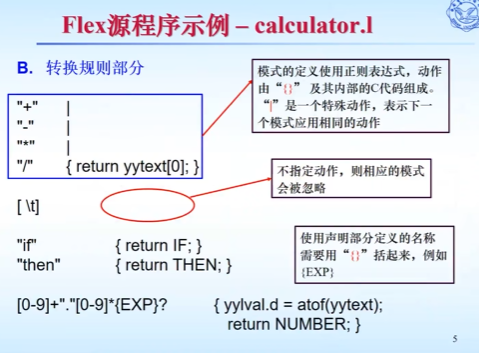 Flex源程序示例 – calculator.l
B. 转换规则部分
模式的定义使用正则表达式，动作
由“{}” 及其内部的C代码组成。
“|”是一个特殊动作，表示下一
个模式应用相同的动作
"+" |
"-" |
"*" |
"/" { return yytext[0]; }
不指定动作，则相应的模式
会被忽略
[ \t]
"if" { return IF; }
"then" { return THEN; }
使用声明部分定义的名称
需要用“{}”括起来，例如
{EXP}
[0-9]+"."[0-9]*{EXP}? { yylval.d = atof(yytext);
return NUMBER; }
5